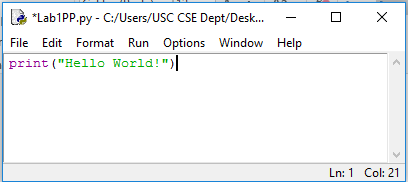 *Lab1PP.py - C:/Users/USC CSE Dept/Desk...
File Edit Format Run Options Window Help
print("Hello World!")
Ln: 1 Col: 21